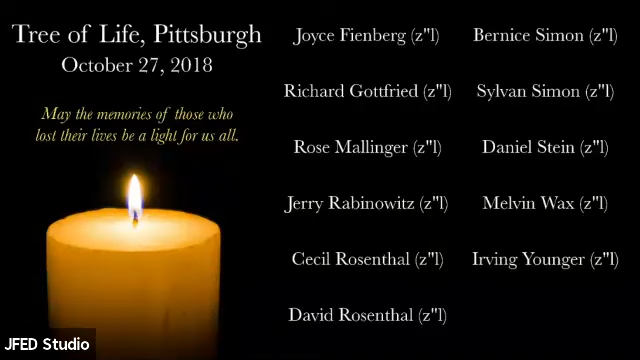 Tree of Life, Pittsburgh
October 27, 2018
May the memories of those who
lost their lives be a light for us all.
Joyce Fienberg (z"l)
Richard Gottfried (z"l)
Rose Mallinger (z"l)
Jerry Rabinowitz (z"l)
Cecil Rosenthal (z"l)
David Rosenthal (z"l)
Bernice Simon (z"l)
Sylvan Simon (z"l)
Daniel Stein (z"l)
Melvin Wax (z"l)
Irving Younger (z"l)
JFED Studio